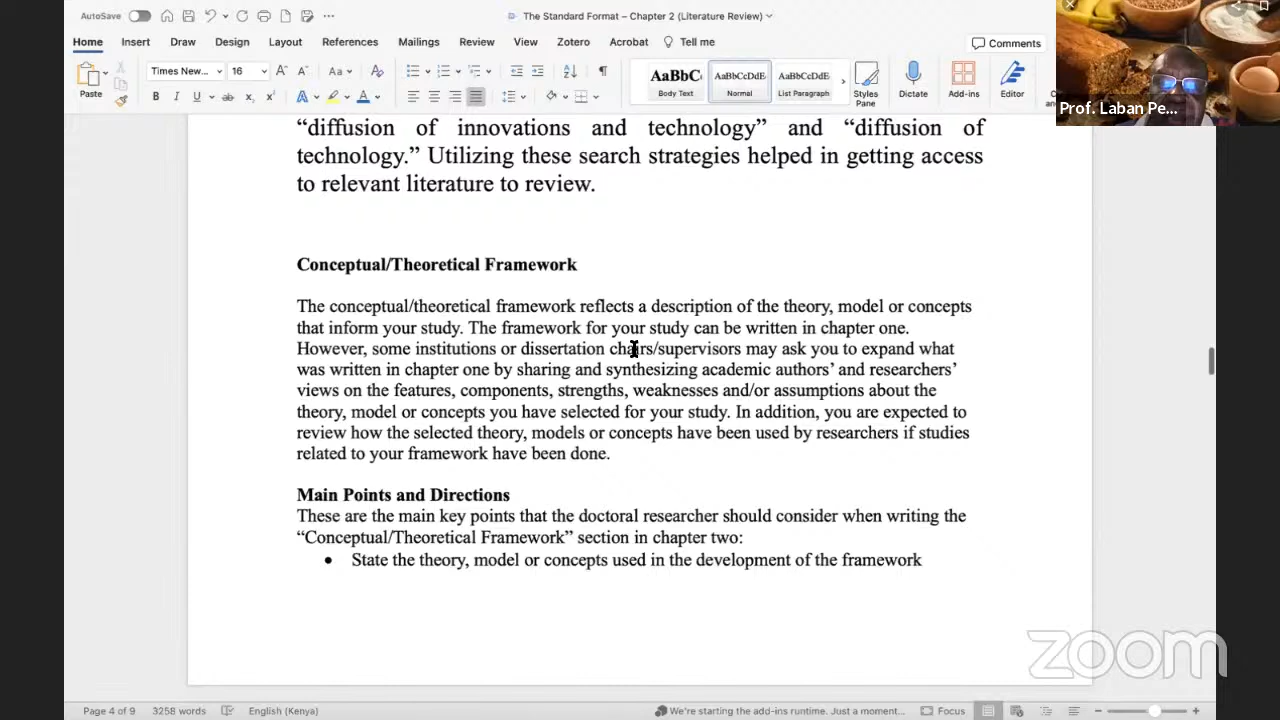 AutoSave
The Standard Format – Chapter 2 (Literature Review)
Home Insert Draw Design Layout References Mailings Review View Zotero Acrobat Tell me
Comments
Paste
Times New... 16
Aa
B I U ab x x
A A
AaBbC AaBbCcDdE AaBbCcDdE
Body Text Normal List Paragraph
Styles Pane
Dictate
Add-ins
Editor
Prof. Laban Pe...
“diffusion of innovations and technology” and “diffusion of
technology.” Utilizing these search strategies helped in getting access
to relevant literature to review.
Conceptual/Theoretical Framework
The conceptual/theoretical framework reflects a description of the theory, model or concepts
that inform your study. The framework for your study can be written in chapter one.
However, some institutions or dissertation chairs/supervisors may ask you to expand what
was written in chapter one by sharing and synthesizing academic authors’ and researchers’
views on the features, components, strengths, weaknesses and/or assumptions about the
theory, model or concepts you have selected for your study. In addition, you are expected to
review how the selected theory, models or concepts have been used by researchers if studies
related to your framework have been done.
Main Points and Directions
These are the main key points that the doctoral researcher should consider when writing the
“Conceptual/Theoretical Framework” section in chapter two:
• State the theory, model or concepts used in the development of the framework
zoom
Page 4 of 9 3258 words English (Kenya) We're starting the add-ins runtime. Just a moment... Focus